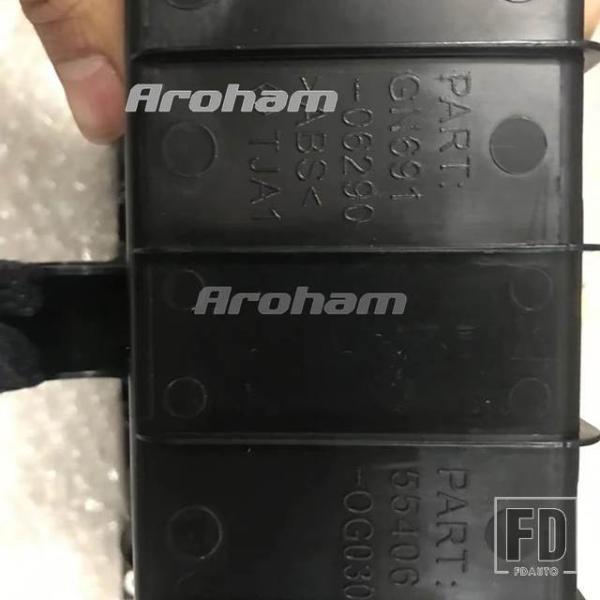 Aroham
PART:
GN691
-06290
>ABS<
TJA1
Aroham
PART:
55406
-0G030
FD
FDAUTO